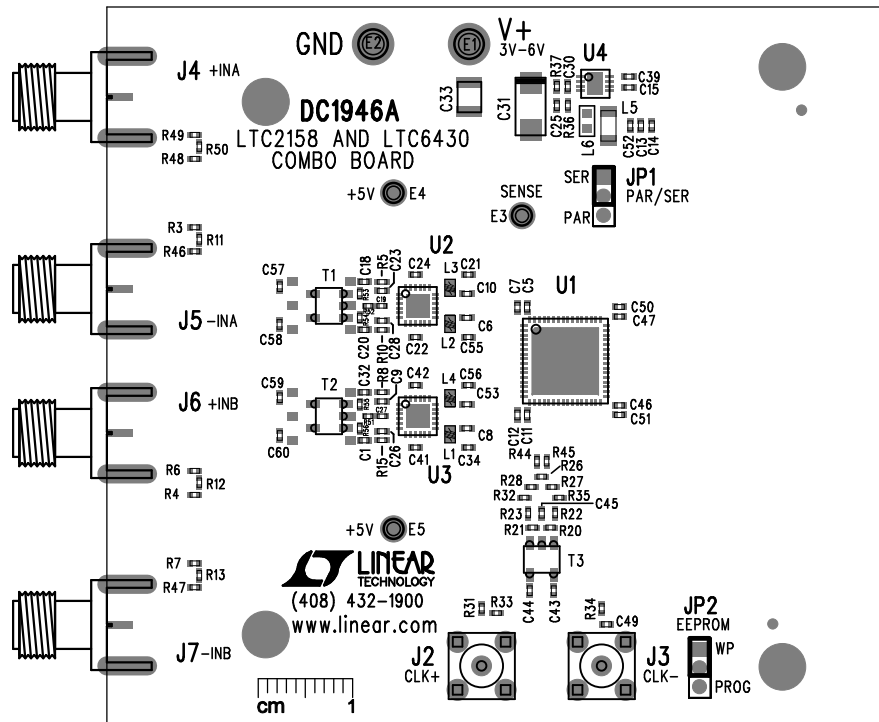 GND
E2
E1
V+
3V-6V
U4
J4 +INA
R37
C30
C39
C15
C33
C31
DC1946A
LTC2158 AND LTC6430
COMBO BOARD
R49
R50
R48
C25
R36
L6
L5
C52
C13
C14
+5V
E4
SENSE
E3
SER
JP1
PAR/SER
PAR
R3
R11
R46
J5 -INA
C57
C58
T1
C18
R5
C23
C24
U2
L3
C21
C10
R53
C19
C20
R10
C28
C22
L2
C6
C55
C7
C5
U1
C50
C47
J6 +INB
C59
C60
T2
C32
R8
C9
C42
L4
C56
C53
R55
C27
C1
R15
C26
C41
U3
L1
C8
C34
C46
C51
C12
C11
R6
R12
R4
R44
R45
R26
R28
R27
R32
R35
C45
R23
R22
R21
R20
T3
+5V
E5
LINEAR
TECHNOLOGY
(408) 432-1900
www.linear.com
R7
R13
R47
J7 -INB
C44
C43
R31
R33
R34
C49
J2
CLK+
J3
CLK-
JP2
EEPROM
WP
PROG
cm 1